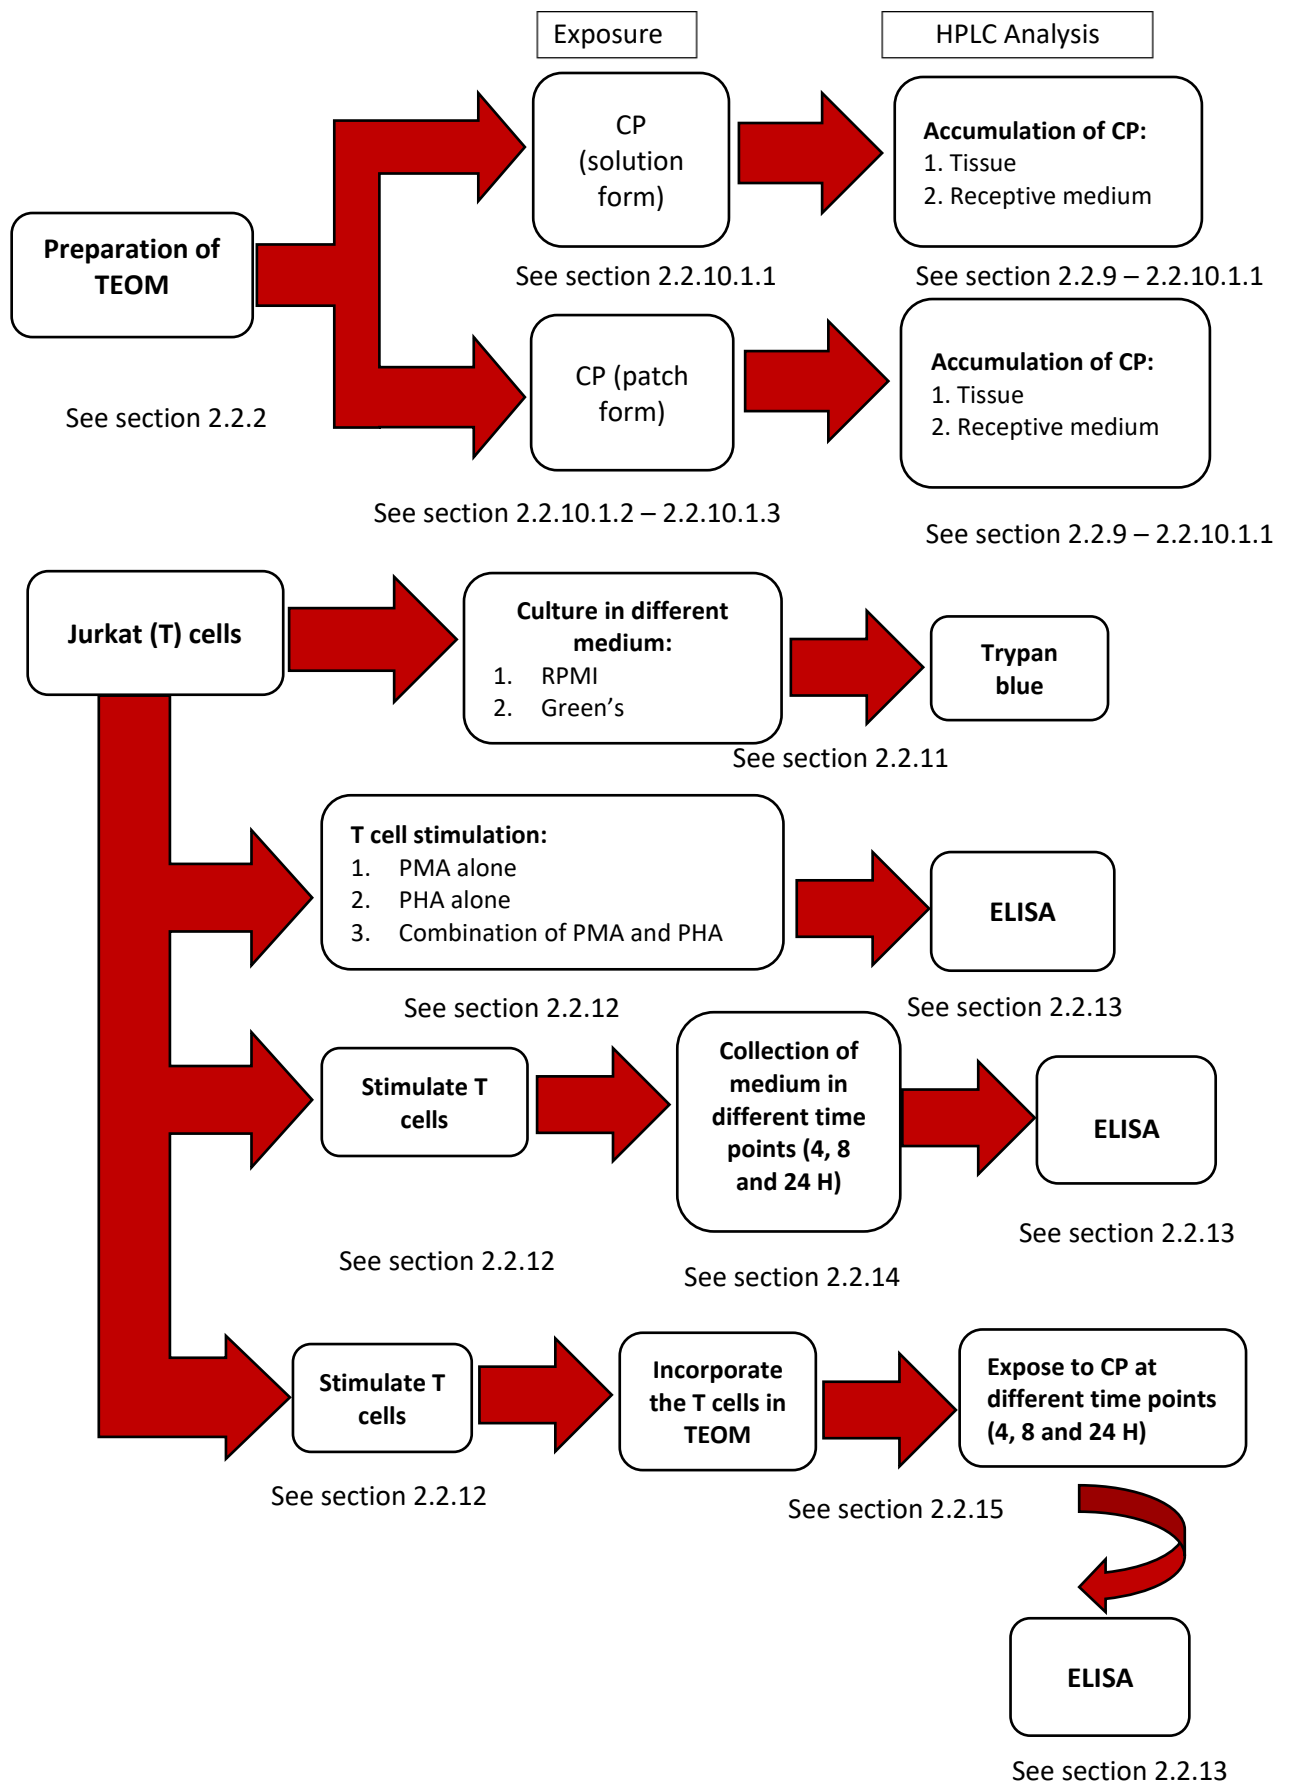 Exposure
HPLC Analysis
CP
(solution
form)
Accumulation of CP:
1. Tissue
2. Receptive medium
Preparation of
TEOM
See section 2.2.10.1.1
See section 2.2.9 – 2.2.10.1.1
CP (patch
form)
Accumulation of CP:
1. Tissue
2. Receptive medium
See section 2.2.2
See section 2.2.10.1.2 – 2.2.10.1.3
See section 2.2.9 – 2.2.10.1.1
Jurkat (T) cells
Culture in different
medium:
1. RPMI
2. Green’s
Trypan
blue
See section 2.2.11
T cell stimulation:
1. PMA alone
2. PHA alone
3. Combination of PMA and PHA
ELISA
See section 2.2.12
See section 2.2.13
Stimulate T
cells
Collection of
medium in
different time
points (4, 8
and 24 H)
ELISA
See section 2.2.12
See section 2.2.14
See section 2.2.13
Stimulate T
cells
Incorporate
the T cells in
TEOM
Expose to CP at
different time points
(4, 8 and 24 H)
See section 2.2.12
See section 2.2.15
ELISA
See section 2.2.13